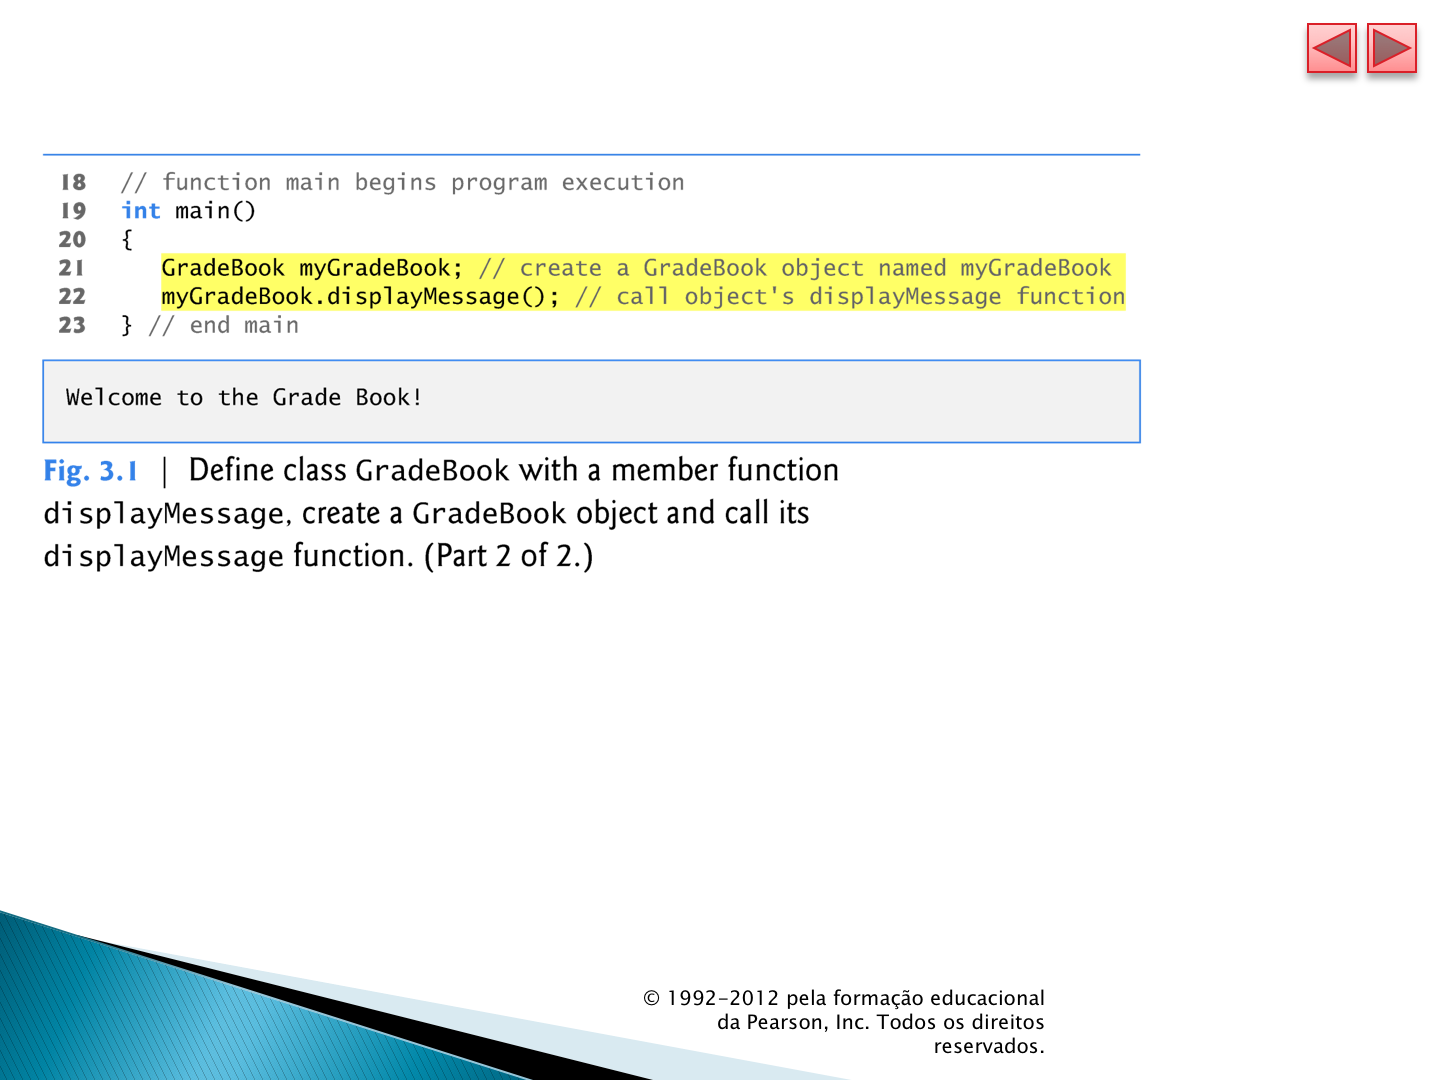 18 // function main begins program execution
19 int main()
20 {
21 GradeBook myGradeBook; // create a GradeBook object named myGradeBook
22 myGradeBook.displayMessage(); // call object's displayMessage function
23 } // end main
Welcome to the Grade Book!
Fig. 3.1 | Define class GradeBook with a member function
displayMessage, create a GradeBook object and call its
displayMessage function. (Part 2 of 2.)
© 1992-2012 pela formação educacional
da Pearson, Inc. Todos os direitos
reservados.